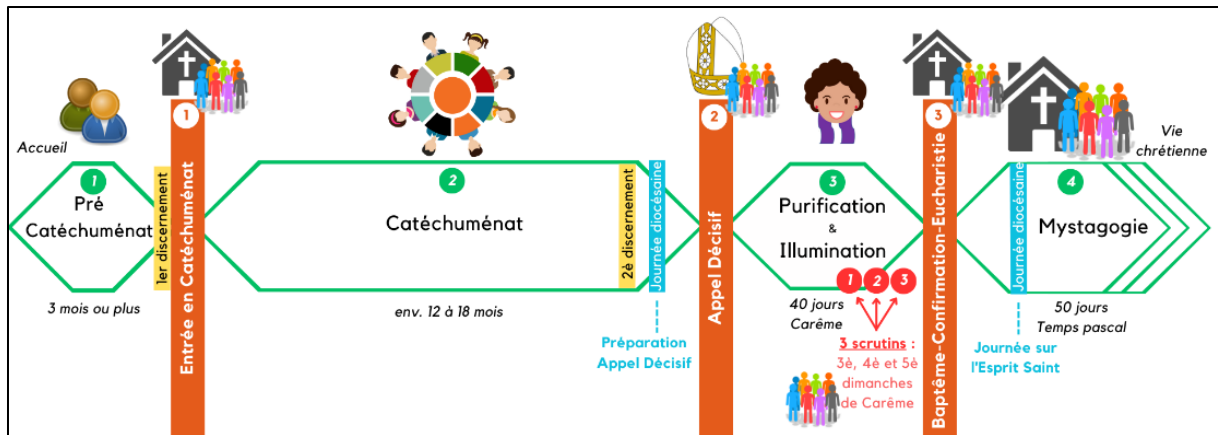 Accueil
1
Pré
Catéchuménat
3 mois ou plus
1er discernement
1
Entrée en Catéchuménat
2
Catéchuménat
env. 12 à 18 mois
2è discernement
Journée diocésaine
Préparation
Appel Décisif
2
Appel Décisif
3
Purification
&
Illumination
1 2 3
40 jours
Carême
3 scrutins :
3è, 4è et 5è
dimanches
de Carême
3
Baptême-Confirmation-Eucharistie
Journée diocésaine
Journée sur
l'Esprit Saint
4
Mystagogie
50 jours
Temps pascal
Vie
chrétienne